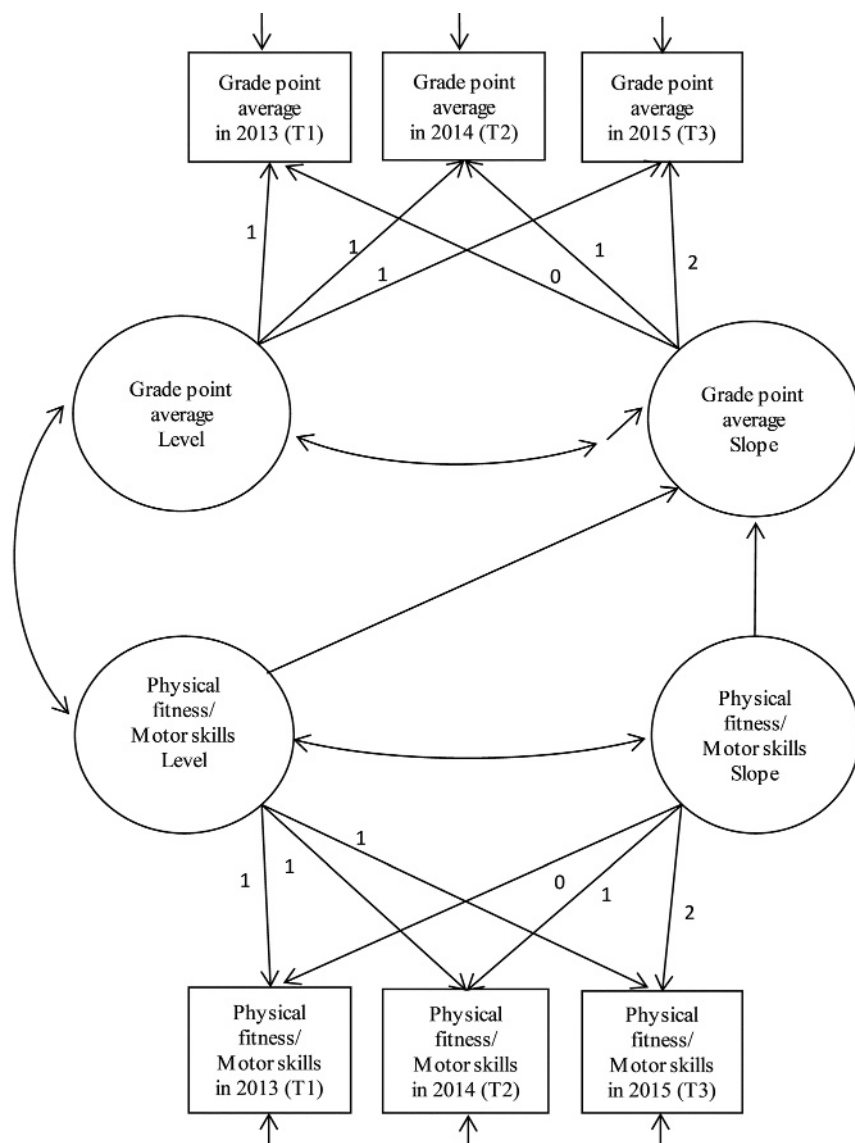 Grade point
average
in 2013 (T1)
Grade point
average
in 2014 (T2)
Grade point
average
in 2015 (T3)
1
1
1
0
1
2
Grade point
average
Level
Grade point
average
Slope
Physical
fitness/
Motor skills
Level
Physical
fitness/
Motor skills
Slope
1
1
1
0
1
2
Physical
fitness/
Motor skills
in 2013 (T1)
Physical
fitness/
Motor skills
in 2014 (T2)
Physical
fitness/
Motor skills
in 2015 (T3)